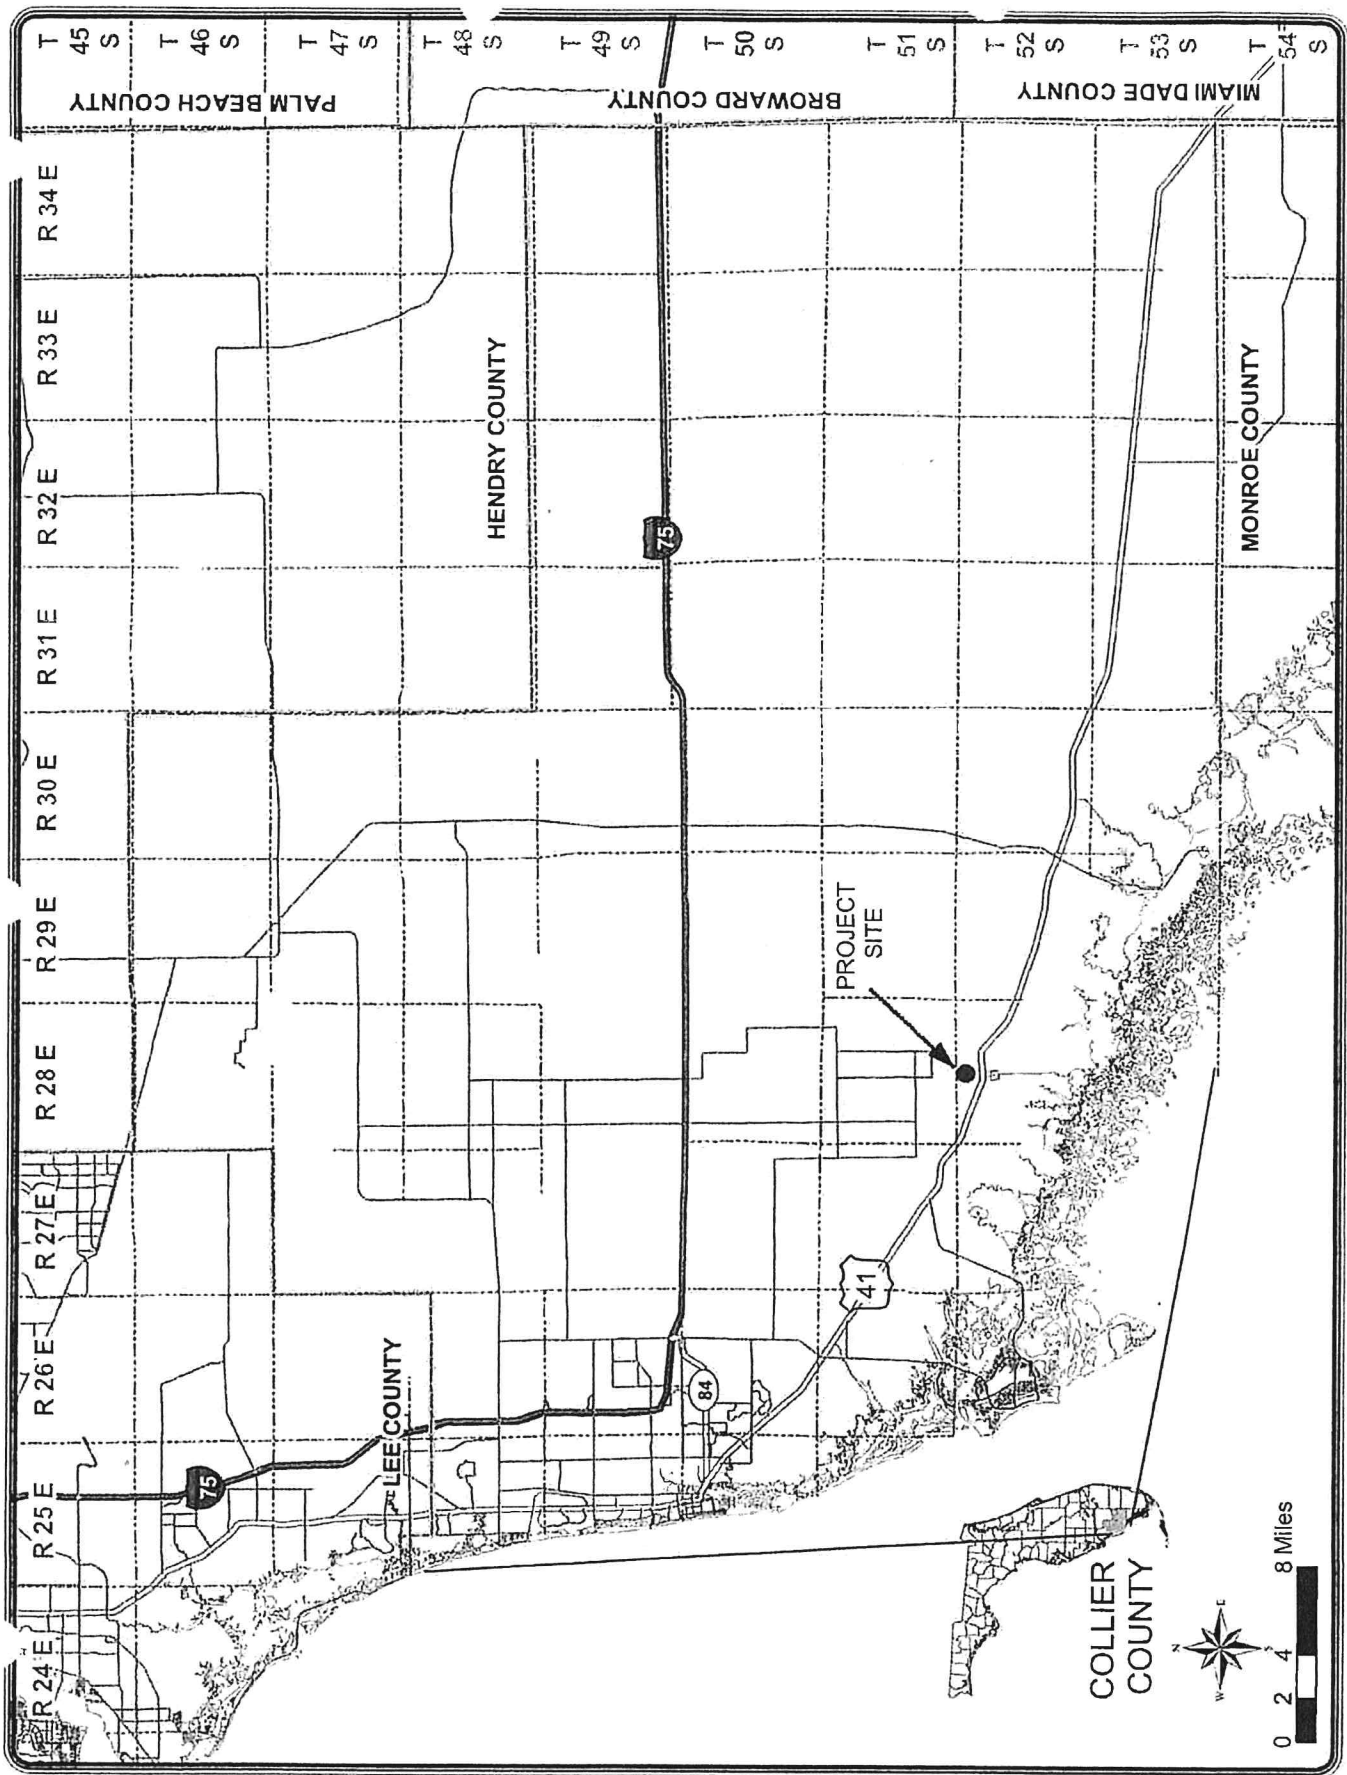 R 24 E
R 25 E
R 26 E
R 27 E
R 28 E
R 29 E
R 30 E
R 31 E
R 32 E
R 33 E
R 34 E
T
45
S
T
46
S
T
47
S
T
48
S
T
49
S
T
50
S
T
51
S
T
52
S
T
53
S
T
54
S
PALM BEACH COUNTY
BROWARD COUNTY
MIAMI DADE COUNTY
HENDRY COUNTY
LEE COUNTY
MONROE COUNTY
75
75
84
41
PROJECT
SITE
COLLIER
COUNTY
N
W
E
S
0 2 4 8 Miles